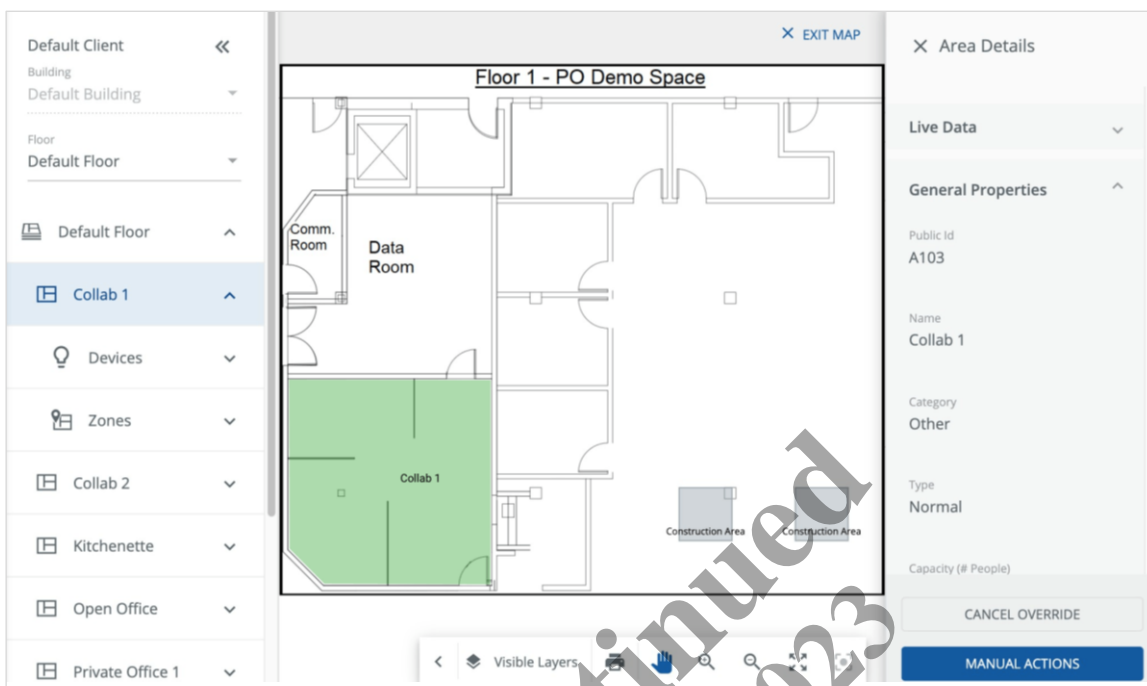 Default Client
Building
Default Building
Floor
Default Floor
Default Floor
Collab 1
Devices
Zones
Collab 2
Kitchenette
Open Office
Private Office 1
EXIT MAP
Floor 1 - PO Demo Space
Comm.
Room
Data
Room
Collab 1
Construction Area
Construction Area
Visible Layers
Area Details
Live Data
General Properties
Public Id
A103
Name
Collab 1
Category
Other
Type
Normal
Capacity (# People)
CANCEL OVERRIDE
MANUAL ACTIONS